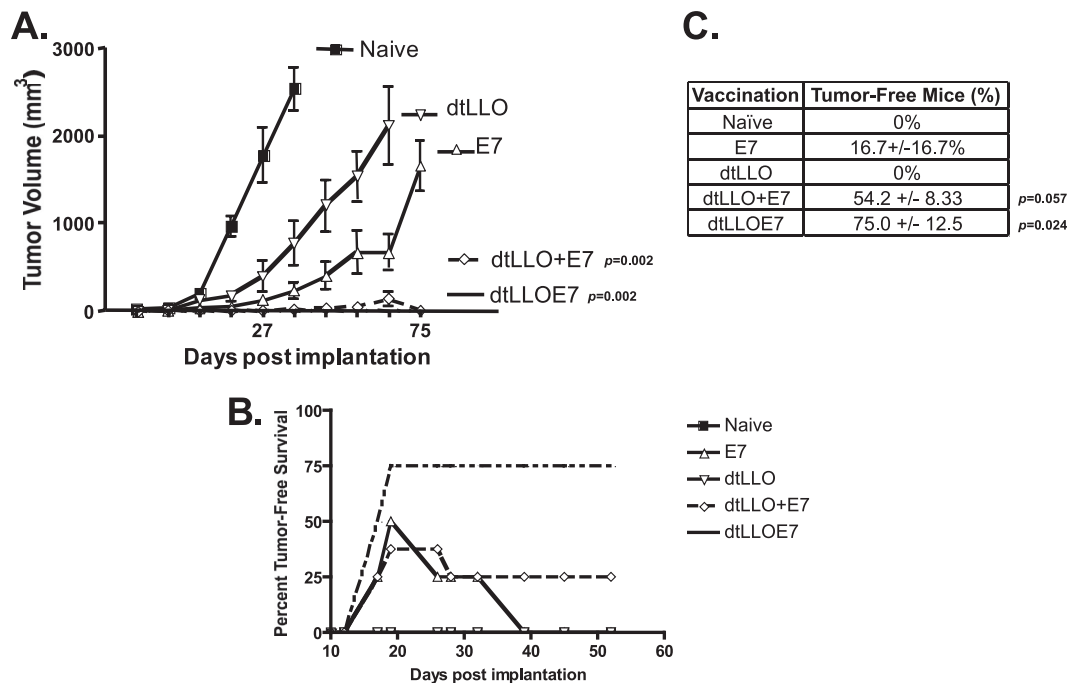 A.
Naive
dtLLO
E7
dtLLO+E7 p=0.002
dtLLOE7 p=0.002
Tumor Volume (mm3)
3000
2000
1000
0
27
75
Days post implantation
C.
Vaccination Tumor-Free Mice (%)
Naïve 0%
E7 16.7+/-16.7%
dtLLO 0%
dtLLO+E7 54.2 +/- 8.33 p=0.057
dtLLOE7 75.0 +/- 12.5 p=0.024
B.
Percent Tumor-Free Survival
100
75
50
25
0
10
20
30
40
50
60
Days post implantation
Naive
E7
dtLLO
dtLLO+E7
dtLLOE7